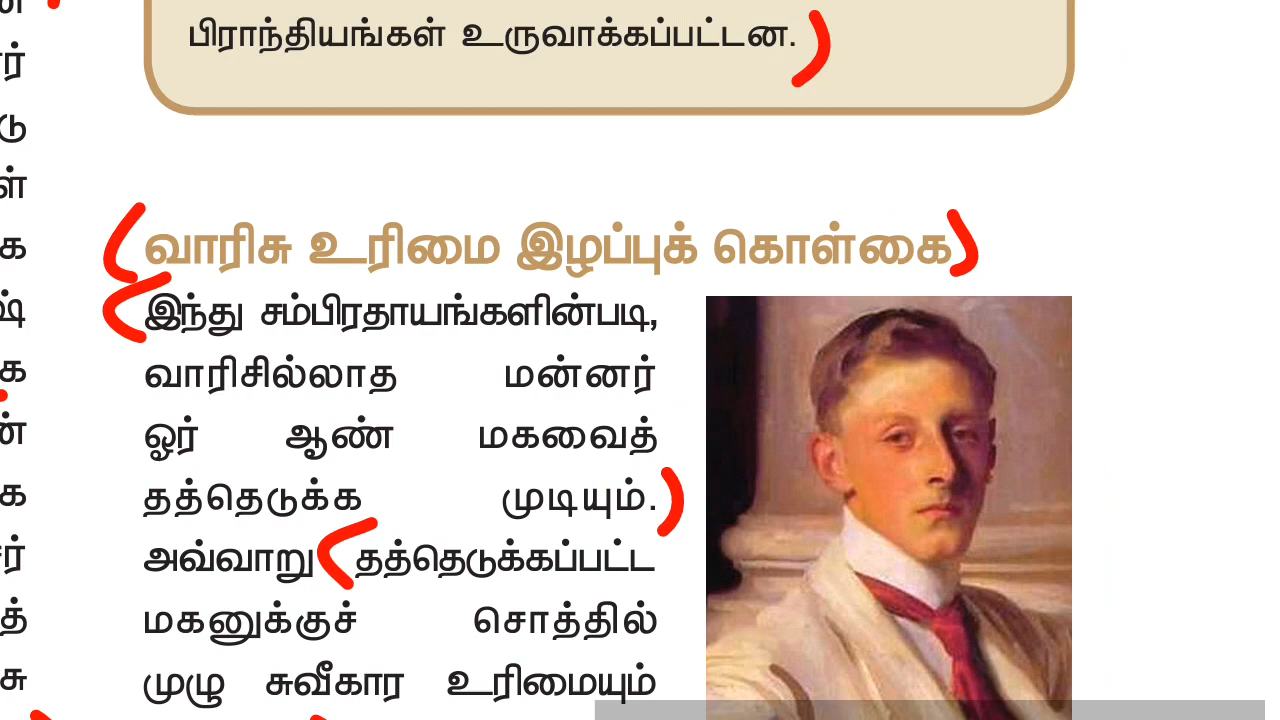 பிராந்தியங்கள் உருவாக்கப்பட்டன.
வாரிசு உரிமை இழப்புக் கொள்கை
இந்து சம்பிரதாயங்களின்படி,
வாரிசில்லாத மன்னர்
ஓர் ஆண் மகவைத்
தத்தெடுக்க முடியும்.
அவ்வாறு தத்தெடுக்கப்பட்ட
மகனுக்குச் சொத்தில்
முழு சுவீகார உரிமையும்